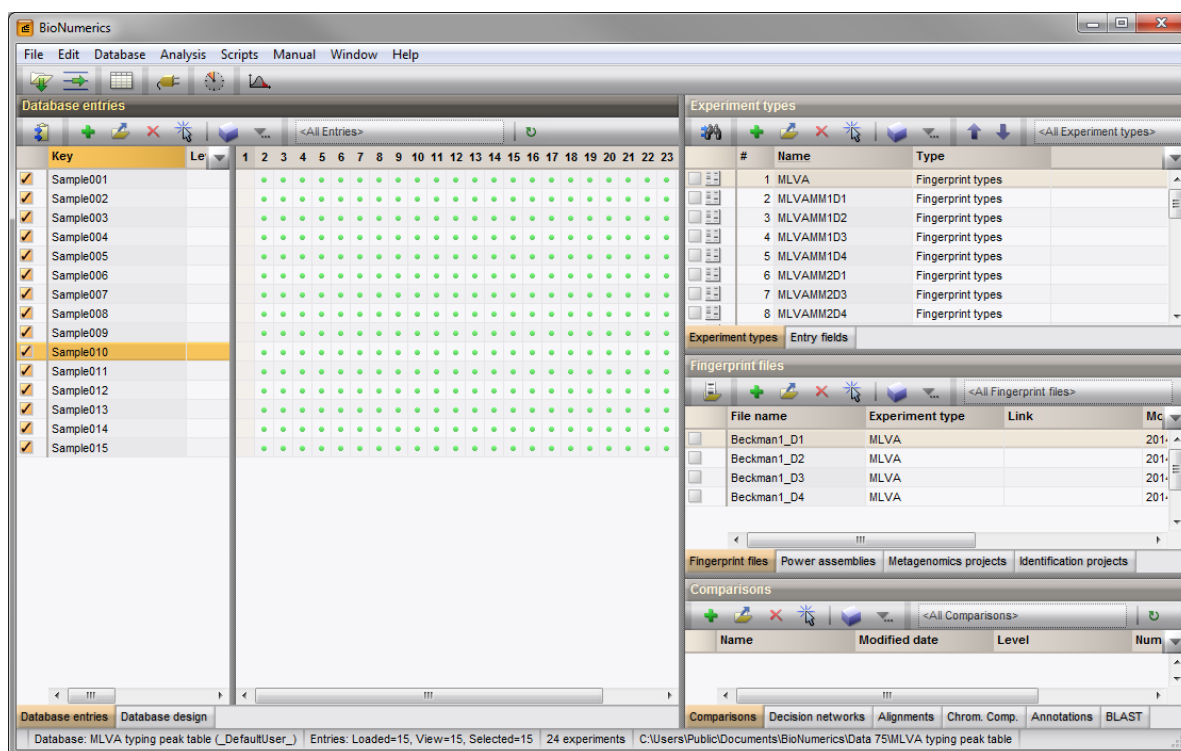 BioNumerics
File Edit Database Analysis Scripts Manual Window Help
Database entries
<All Entries>
Key Le 1 2 3 4 5 6 7 8 9 10 11 12 13 14 15 16 17 18 19 20 21 22 23
Sample001
Sample002
Sample003
Sample004
Sample005
Sample006
Sample007
Sample008
Sample009
Sample010
Sample011
Sample012
Sample013
Sample014
Sample015
Database entries Database design
Experiment types
<All Experiment types>
# Name Type
1 MLVA Fingerprint types
2 MLVAMM1D1 Fingerprint types
3 MLVAMM1D2 Fingerprint types
4 MLVAMM1D3 Fingerprint types
5 MLVAMM1D4 Fingerprint types
6 MLVAMM2D1 Fingerprint types
7 MLVAMM2D3 Fingerprint types
8 MLVAMM2D4 Fingerprint types
Experiment types Entry fields
Fingerprint files
<All Fingerprint files>
File name Experiment type Link Mc
Beckman1_D1 MLVA 201
Beckman1_D2 MLVA 201
Beckman1_D3 MLVA 201
Beckman1_D4 MLVA 201
Fingerprint files Power assemblies Metagenomics projects Identification projects
Comparisons
<All Comparisons>
Name Modified date Level Num
Comparisons Decision networks Alignments Chrom. Comp. Annotations BLAST
Database: MLVA typing peak table (_DefaultUser_) Entries: Loaded=15, View=15, Selected=15 24 experiments C:\Users\Public\Documents\BioNumerics\Data 75\MLVA typing peak table